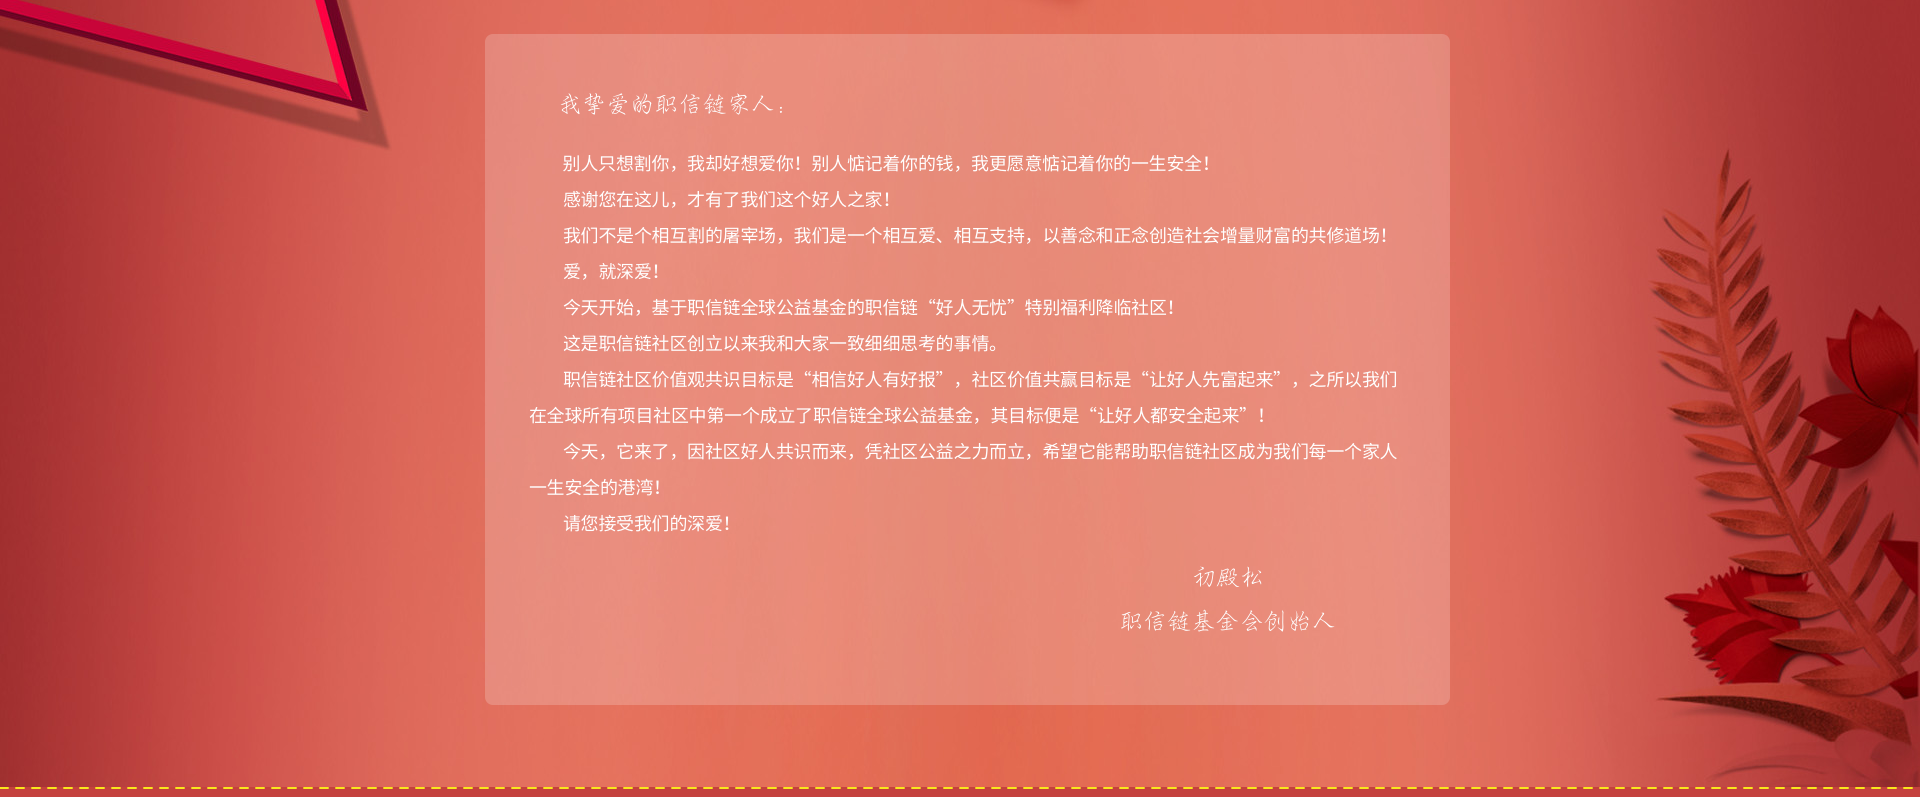 我挚爱的职信链家人：
别人只想割你，我却好想爱你！别人惦记着你的钱，我更愿意惦记着你的一生安全！
感谢您在这儿，才有了我们这个好人之家！
我们不是个相互割的屠宰场，我们是一个相互爱、相互支持，以善念和正念创造社会增量财富的共修道场！
爱，就深爱！
今天开始，基于职信链全球公益基金的职信链“好人无忧”特别福利降临社区！
这是职信链社区创立以来我和大家一致细细思考的事情。
职信链社区价值观共识目标是“相信好人有好报”，社区价值共赢目标是“让好人先富起来”，之所以我们
在全球所有项目社区中第一个成立了职信链全球公益基金，其目标便是“让好人都安全起来”！
今天，它来了，因社区好人共识而来，凭社区公益之力而立，希望它能帮助职信链社区成为我们每一个家人
一生安全的港湾！
请您接受我们的深爱！
初殿松
职信链基金会创始人